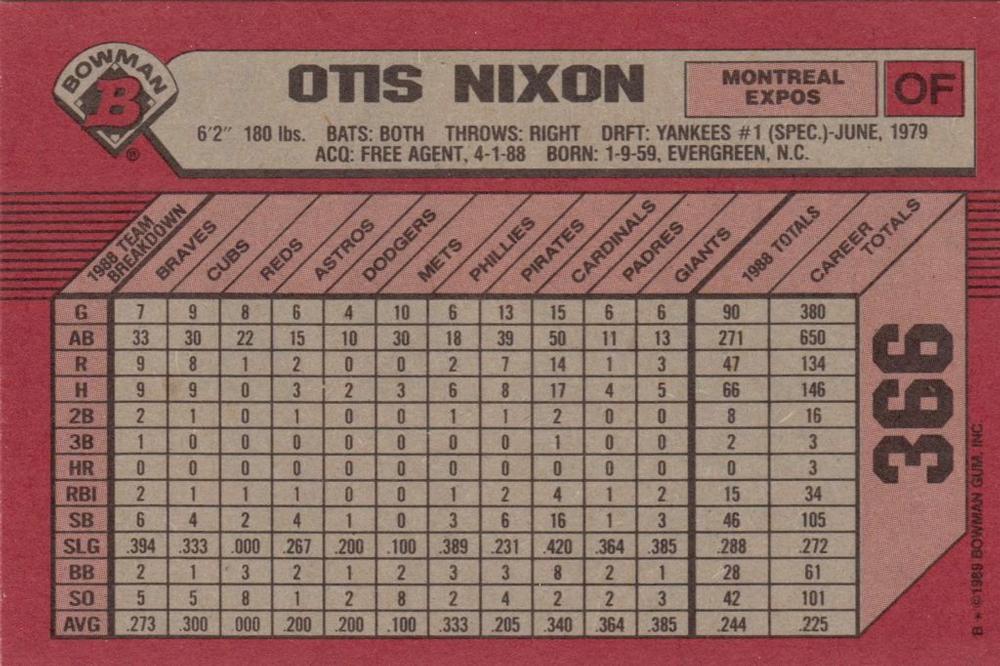 BOWMAN
B
®
OTIS NIXON
MONTREAL
EXPOS
OF
6'2" 180 lbs. BATS: BOTH THROWS: RIGHT DRFT: YANKEES #1 (SPEC.)-JUNE, 1979
ACQ: FREE AGENT, 4-1-88 BORN: 1-9-59, EVERGREEN, N.C.
1988 TEAM BREAKDOWN BRAVES CUBS REDS ASTROS DODGERS METS PHILLIES PIRATES CARDINALS PADRES GIANTS 1988 TOTALS CAREER TOTALS
G 7 9 8 6 4 10 6 13 15 6 6 90 380
AB 33 30 22 15 10 30 18 39 50 11 13 271 650
R 9 8 1 2 0 0 2 7 14 1 3 47 134
H 9 9 0 3 2 3 6 8 17 4 5 66 146
2B 2 1 0 1 0 0 1 1 2 0 0 8 16
3B 1 0 0 0 0 0 0 0 1 0 0 2 3
HR 0 0 0 0 0 0 0 0 0 0 0 0 3
RBI 2 1 1 1 0 0 1 2 4 1 2 15 34
SB 6 4 2 4 1 0 3 6 16 1 3 46 105
SLG .394 .333 .000 .267 .200 .100 .389 .231 .420 .364 .385 .288 .272
BB 2 1 3 2 1 2 3 3 8 2 1 28 61
SO 5 5 8 1 2 8 2 4 2 2 3 42 101
AVG .273 .300 000 .200 .200 .100 .333 .205 .340 .364 .385 .244 .225
366
B * ©1989 BOWMAN GUM, INC.